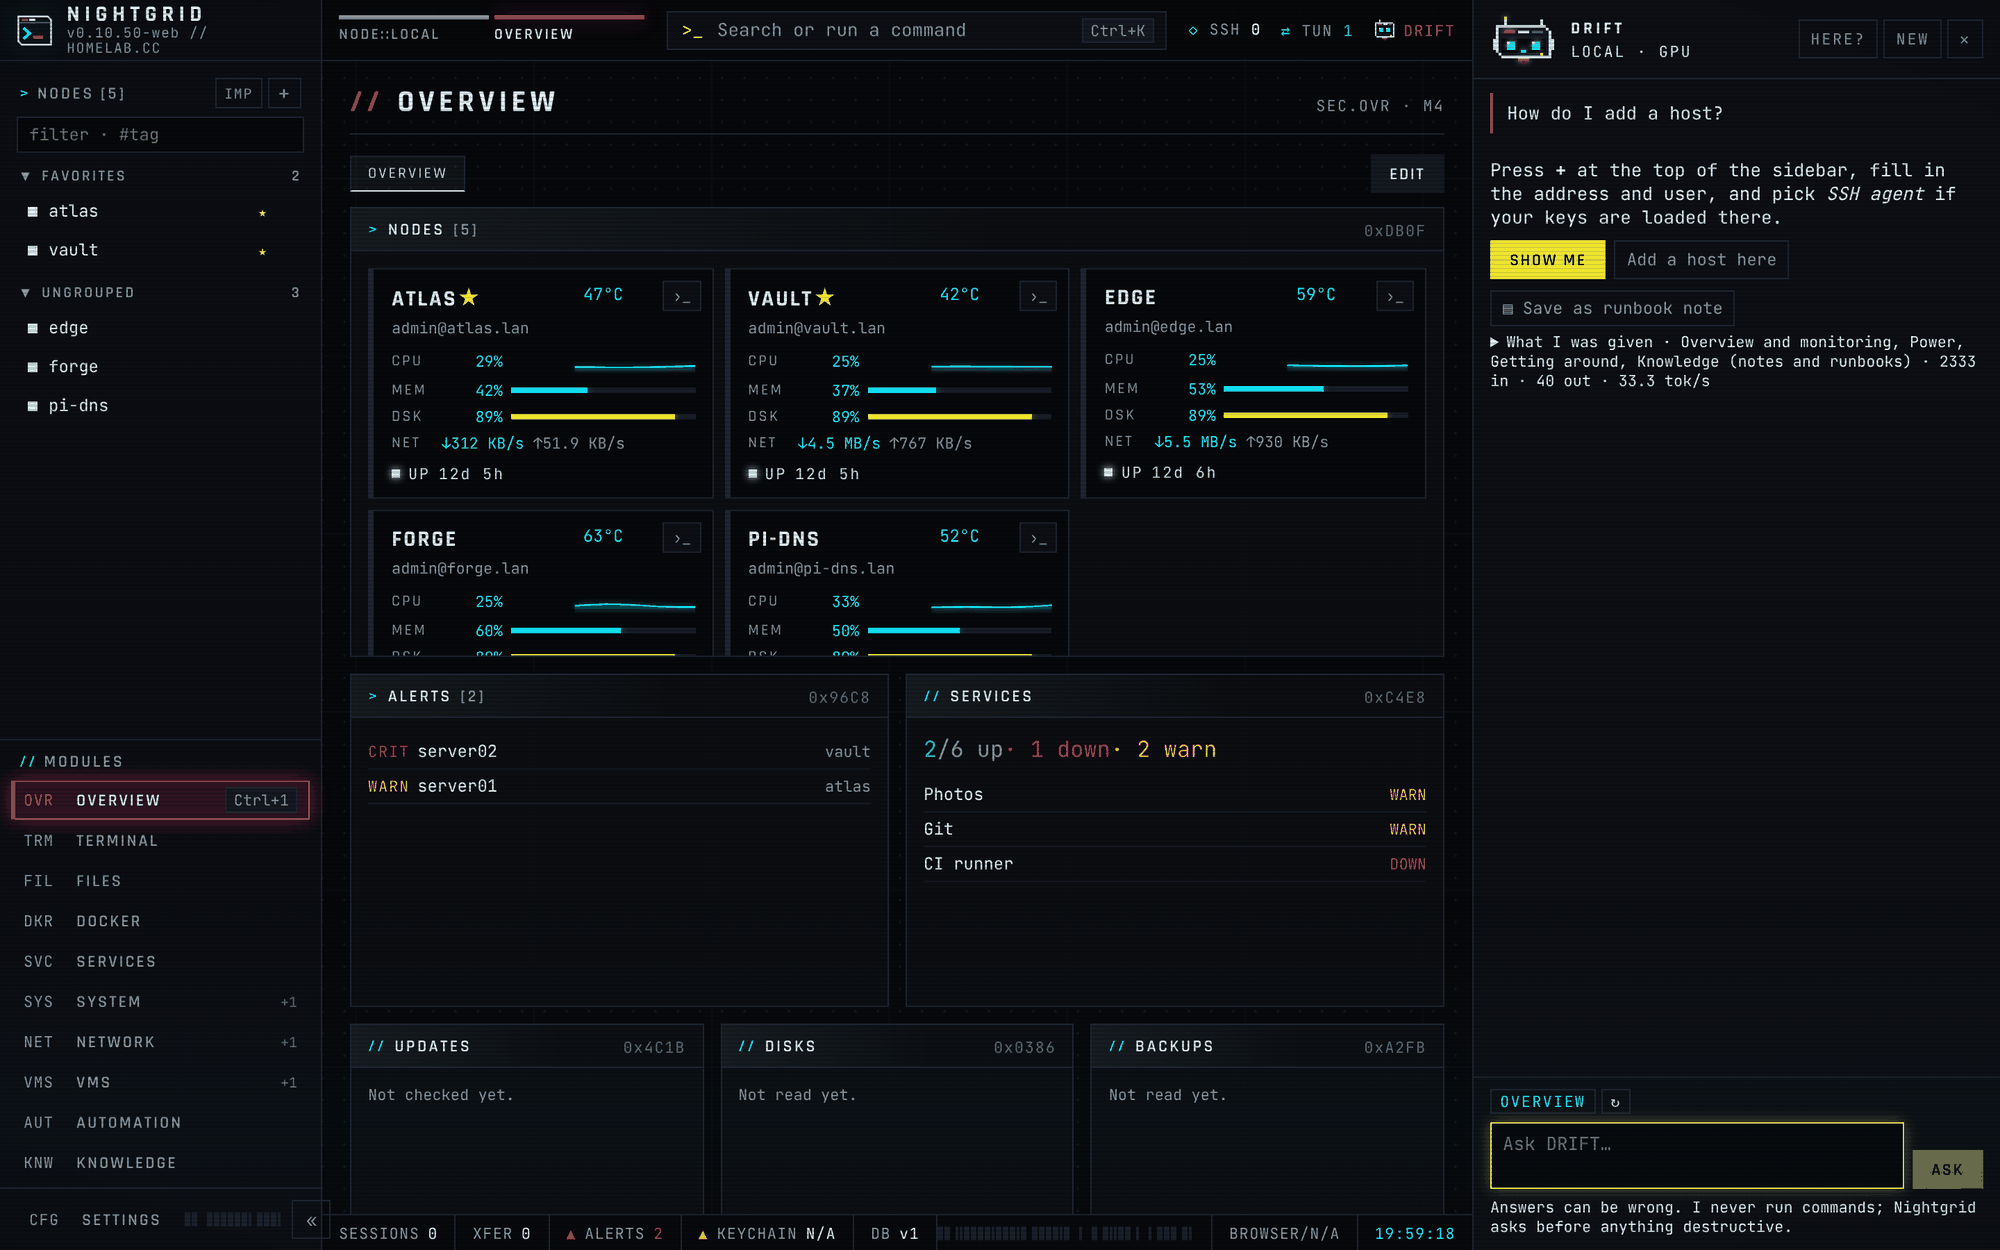 NIGHTGRID
v0.10.50-web //
HOMELAB.CC
> NODES [5]
IMP
+
filter · #tag
▼ FAVORITES 2
atlas ★
vault ★
▼ UNGROUPED 3
edge
forge
pi-dns
// MODULES
OVR OVERVIEW Ctrl+1
TRM TERMINAL
FIL FILES
DKR DOCKER
SVC SERVICES
SYS SYSTEM +1
NET NETWORK +1
VMS VMS +1
AUT AUTOMATION
KNW KNOWLEDGE
CFG SETTINGS «
NODE::LOCAL
OVERVIEW
>_ Search or run a command Ctrl+K
◇ SSH 0
⇄ TUN 1
DRIFT
// OVERVIEW
SEC.OVR · M4
OVERVIEW
EDIT
> NODES [5] 0xDB0F
ATLAS★ 47°C ›_
admin@atlas.lan
CPU 29%
MEM 42%
DSK 89%
NET ↓312 KB/s ↑51.9 KB/s
UP 12d 5h
VAULT★ 42°C ›_
admin@vault.lan
CPU 25%
MEM 37%
DSK 89%
NET ↓4.5 MB/s ↑767 KB/s
UP 12d 5h
EDGE 59°C ›_
admin@edge.lan
CPU 25%
MEM 53%
DSK 89%
NET ↓5.5 MB/s ↑930 KB/s
UP 12d 6h
FORGE 63°C ›_
admin@forge.lan
CPU 25%
MEM 60%
DSK 89%
PI-DNS 52°C ›_
admin@pi-dns.lan
CPU 33%
MEM 50%
DSK 89%
> ALERTS [2] 0x96C8
CRIT server02 vault
WARN server01 atlas
// SERVICES 0xC4E8
2/6 up· 1 down· 2 warn
Photos WARN
Git WARN
CI runner DOWN
// UPDATES 0x4C1B
Not checked yet.
// DISKS 0x0386
Not read yet.
// BACKUPS 0xA2FB
Not read yet.
SESSIONS 0
XFER 0
▲ ALERTS 2
▲ KEYCHAIN N/A
DB v1
BROWSER/N/A
19:59:18
DRIFT
LOCAL · GPU
HERE?
NEW
×
How do I add a host?
Press + at the top of the sidebar, fill in
the address and user, and pick SSH agent if
your keys are loaded there.
SHOW ME
Add a host here
▤ Save as runbook note
▶ What I was given · Overview and monitoring, Power,
Getting around, Knowledge (notes and runbooks) · 2333
in · 40 out · 33.3 tok/s
OVERVIEW ↻
Ask DRIFT…
ASK
Answers can be wrong. I never run commands; Nightgrid
asks before anything destructive.